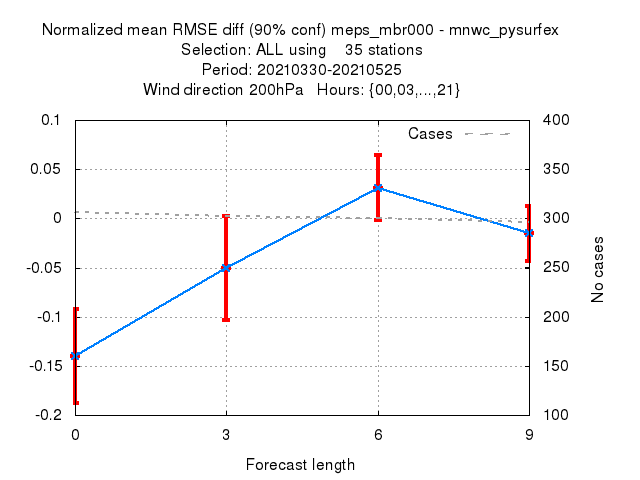 Normalized mean RMSE diff (90% conf) meps_mbr000 - mnwc_pysurfex
Selection: ALL using 35 stations
Period: 20210330-20210525
Wind direction 200hPa Hours: {00,03,...,21}
0.1
0.05
0
-0.05
-0.1
-0.15
-0.2
Cases
400
350
300
250
200
150
100
No cases
0 3 6 9
Forecast length